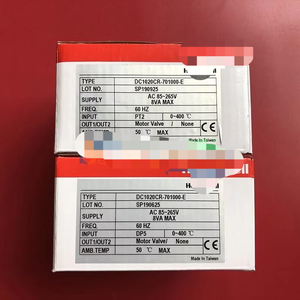 H
TYPE DC1020CR-701000-E
LOT NO. SP190925
SUPPLY AC 85~265V
8VA MAX
FREQ. 60 HZ
INPUT PT2 0~400 °C
OUT1/OUT2 Motor Valve / None
AMB.TEMP. 50 °C MAX
Made In Taiwan
H ll
TYPE DC1020CR-701000-E
LOT NO. SP190625
SUPPLY AC 85~265V
8VA MAX
FREQ. 60 HZ
INPUT DP5 0~400°C
OUT1/OUT2 Motor Valve/ None
AMB.TEMP. 50 °C MAX
Made In Taiwan